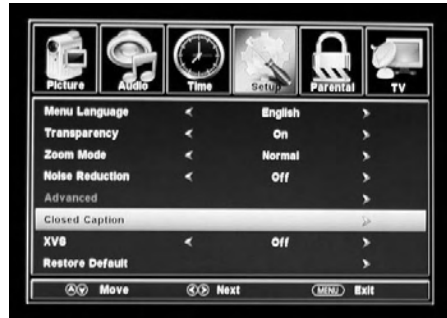 Picture Audio Time Setup Parental TV
Menu Language English
Transparency On
Zoom Mode Normal
Noise Reduction Off
Advanced
Closed Caption
XV6 Off
Restore Default
Move Next MENU Exit